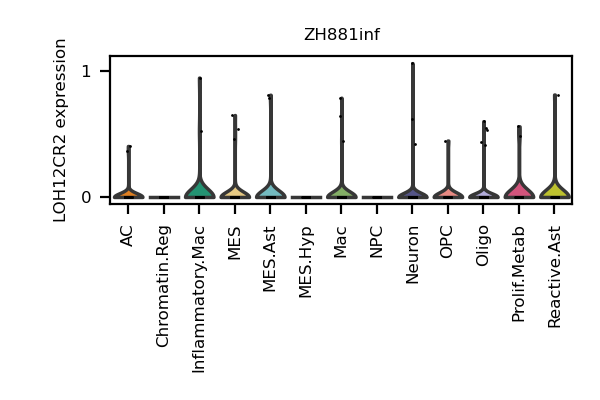 ZH881inf
LOH12CR2 expression
1
0
AC
Chromatin.Reg
Inflammatory.Mac
MES
MES.Ast
MES.Hyp
Mac
NPC
Neuron
OPC
Oligo
Prolif.Metab
Reactive.Ast